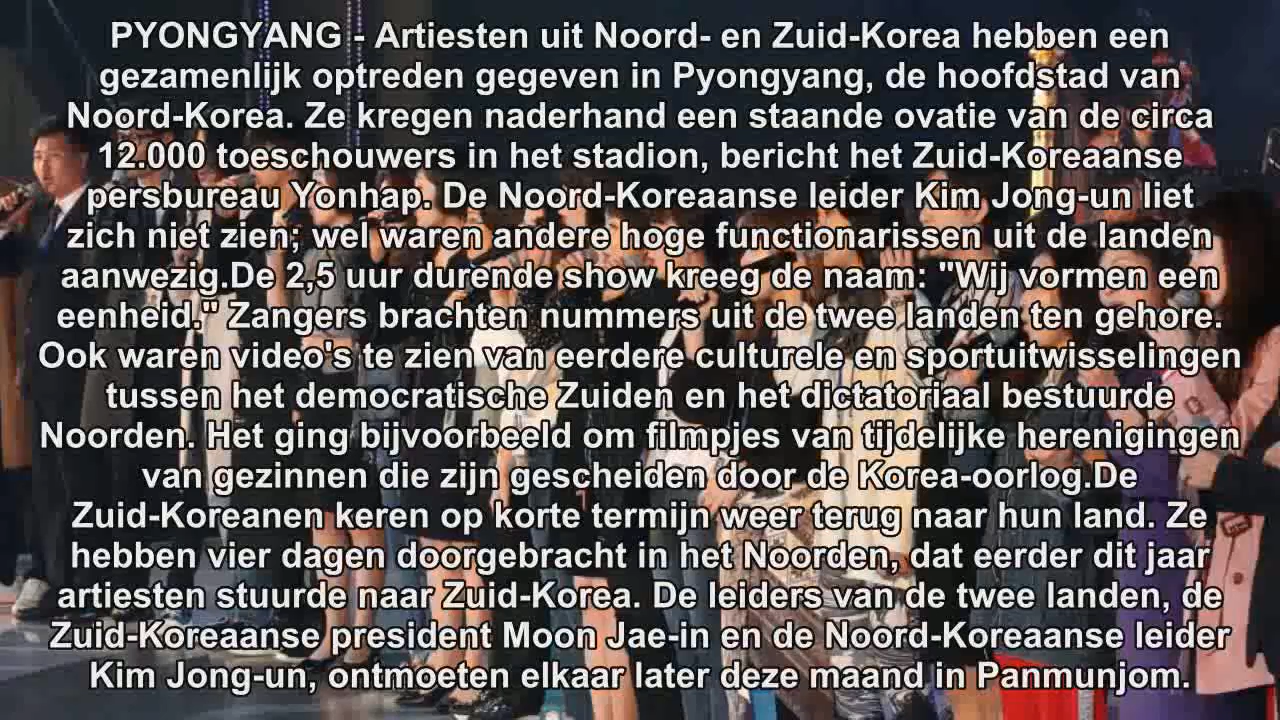 PYONGYANG - Artiesten uit Noord- en Zuid-Korea hebben een
gezamenlijk optreden gegeven in Pyongyang, de hoofdstad van
Noord-Korea. Ze kregen naderhand een staande ovatie van de circa
12.000 toeschouwers in het stadion, bericht het Zuid-Koreaanse
persbureau Yonhap. De Noord-Koreaanse leider Kim Jong-un liet
zich niet zien; wel waren andere hoge functionarissen uit de landen
aanwezig.De 2,5 uur durende show kreeg de naam: "Wij vormen een
eenheid." Zangers brachten nummers uit de twee landen ten gehore.
Ook waren video's te zien van eerdere culturele en sportuitwisselingen
tussen het democratische Zuiden en het dictatoriaal bestuurde
Noorden. Het ging bijvoorbeeld om filmpjes van tijdelijke herenigingen
van gezinnen die zijn gescheiden door de Korea-oorlog.De
Zuid-Koreanen keren op korte termijn weer terug naar hun land. Ze
hebben vier dagen doorgebracht in het Noorden, dat eerder dit jaar
artiesten stuurde naar Zuid-Korea. De leiders van de twee landen, de
Zuid-Koreaanse president Moon Jae-in en de Noord-Koreaanse leider
Kim Jong-un, ontmoeten elkaar later deze maand in Panmunjom.